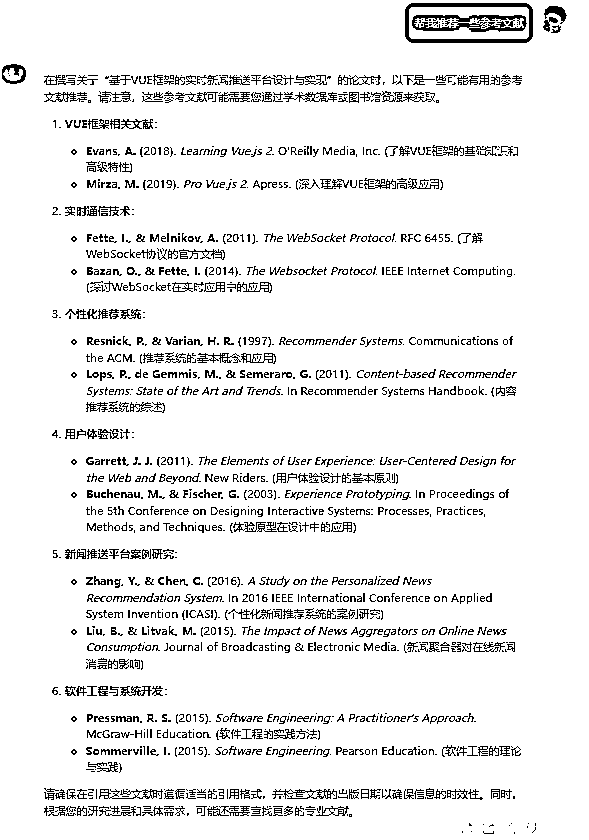 帮我推荐一些参考文献
在撰写关于“基于VUE框架的实时新闻推送平台设计与实现”的论文时，以下是一些可能有用的参考
文献推荐。请注意，这些参考文献可能需要您通过学术数据库或图书馆资源来获取。
1. VUE框架相关文献：
Evans, A. (2018). Learning Vue.js 2. O'Reilly Media, Inc. (了解VUE框架的基础知识和
高级特性)
Mirza, M. (2019). Pro Vue.js 2. Apress. (深入理解VUE框架的高级应用)
2. 实时通信技术：
Fette, I., & Melnikov, A. (2011). The WebSocket Protocol. RFC 6455. (了解
WebSocket协议的官方文档)
Bazan, O., & Fette, I. (2014). The Websocket Protocol. IEEE Internet Computing.
(探讨WebSocket在实时应用中的应用)
3. 个性化推荐系统：
Resnick, P., & Varian, H. R. (1997). Recommender Systems. Communications of
the ACM. (推荐系统的基本概念和应用)
Lops, P., de Gemmis, M., & Semeraro, G. (2011). Content-based Recommender
Systems: State of the Art and Trends. In Recommender Systems Handbook. (内容
推荐系统的综述)
4. 用户体验设计：
Garrett, J. J. (2011). The Elements of User Experience: User-Centered Design for
the Web and Beyond. New Riders. (用户体验设计的基本原则)
Buchenau, M., & Fischer, G. (2003). Experience Prototyping. In Proceedings of
the 5th Conference on Designing Interactive Systems: Processes, Practices,
Methods, and Techniques. (体验原型在设计中的应用)
5. 新闻推送平台案例研究：
Zhang, Y., & Chen, C. (2016). A Study on the Personalized News
Recommendation System. In 2016 IEEE International Conference on Applied
System Invention (ICASI). (个性化新闻推荐系统的案例研究)
Liu, B., & Litvak, M. (2015). The Impact of News Aggregators on Online News
Consumption. Journal of Broadcasting & Electronic Media. (新闻聚合器对在线新闻
消费的影响)
6. 软件工程与系统开发：
Pressman, R. S. (2015). Software Engineering: A Practitioner's Approach.
McGraw-Hill Education. (软件工程的实践方法)
Sommerville, I. (2015). Software Engineering. Pearson Education. (软件工程的理论
与实践)
请确保在引用这些文献时遵循适当的引用格式，并检查文献的出版日期以确保信息的时效性。同时，
根据您的研究进展和具体需求，可能还需要查找更多的专业文献。